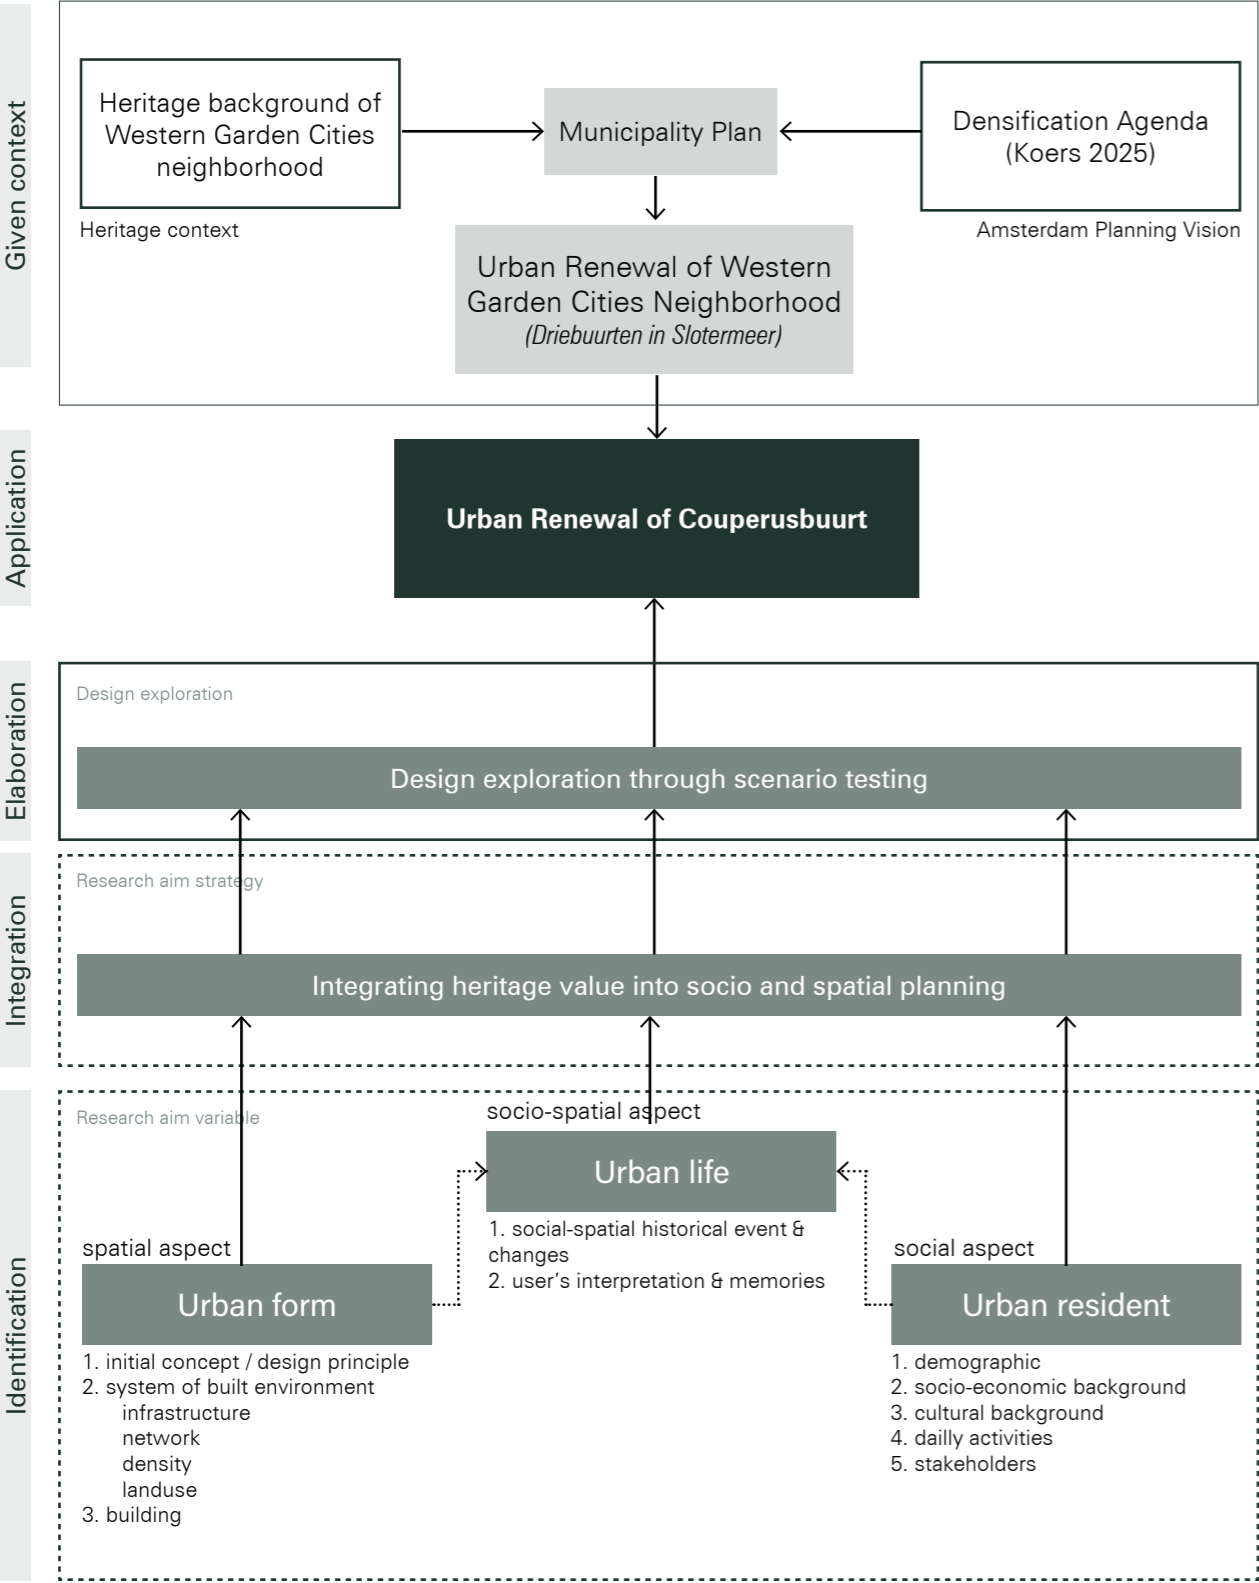 Given context
Heritage background of
Western Garden Cities
neighborhood
Heritage context
Municipality Plan
Densification Agenda
(Koers 2025)
Amsterdam Planning Vision
Urban Renewal of Western
Garden Cities Neighborhood
(Driebuurten in Slotermeer)
Application
Urban Renewal of Couperusbuurt
Elaboration
Design exploration
Design exploration through scenario testing
Integration
Research aim strategy
Integrating heritage value into socio and spatial planning
Identification
Research aim variable
socio-spatial aspect
Urban life
1. social-spatial historical event &
changes
2. user's interpretation & memories
spatial aspect
Urban form
1. initial concept / design principle
2. system of built environment
infrastructure
network
density
landuse
3. building
social aspect
Urban resident
1. demographic
2. socio-economic background
3. cultural background
4. dailly activities
5. stakeholders